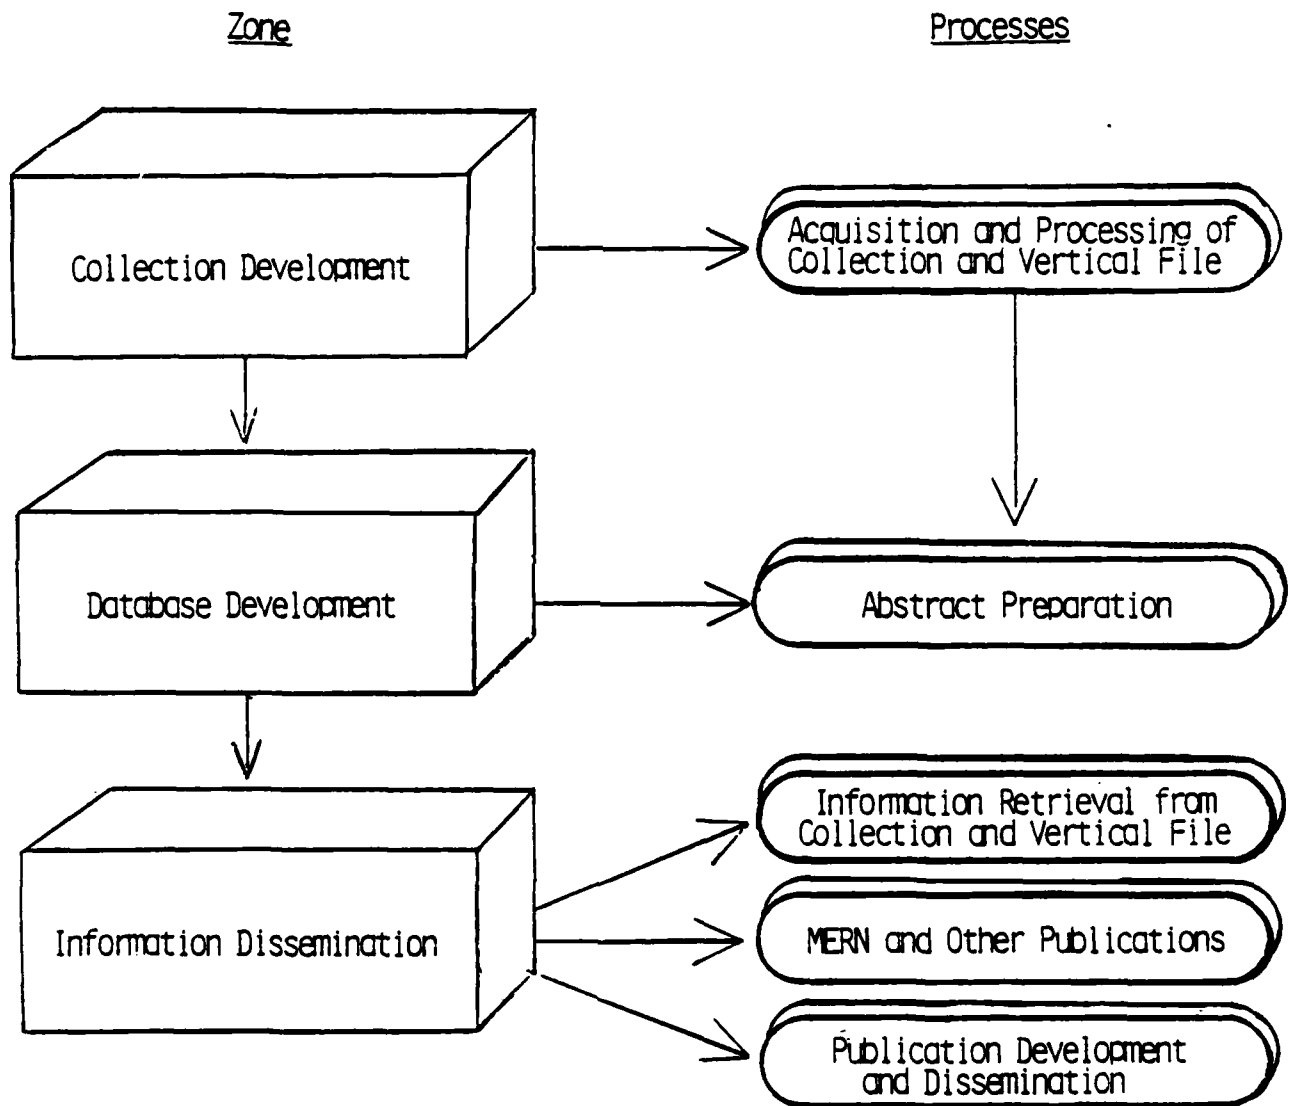 Zone
Processes
Collection Development
Acquisition and Processing of
Collection and Vertical File
Database Development
Abstract Preparation
Information Dissemination
Information Retrieval from
Collection and Vertical File
MERN and Other Publications
Publication Development
and Dissemination